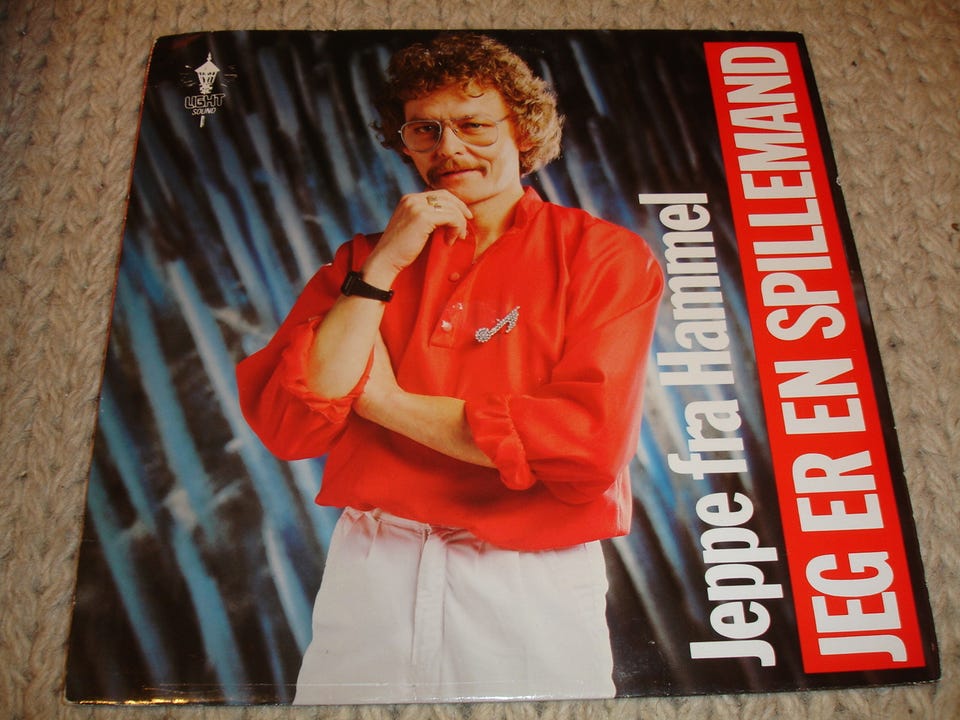 LIGHT
SOUND
Jeppe fra Hammel
JEG ER EN SPILLEMAND